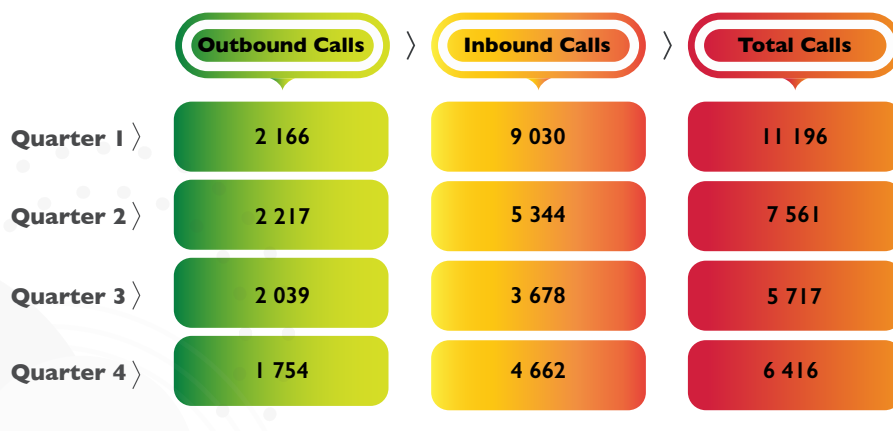 Outbound Calls 〉 Inbound Calls 〉 Total Calls
Quarter 1 〉 2 166 9 030 11 196
Quarter 2 〉 2 217 5 344 7 561
Quarter 3 〉 2 039 3 678 5 717
Quarter 4 〉 1 754 4 662 6 416